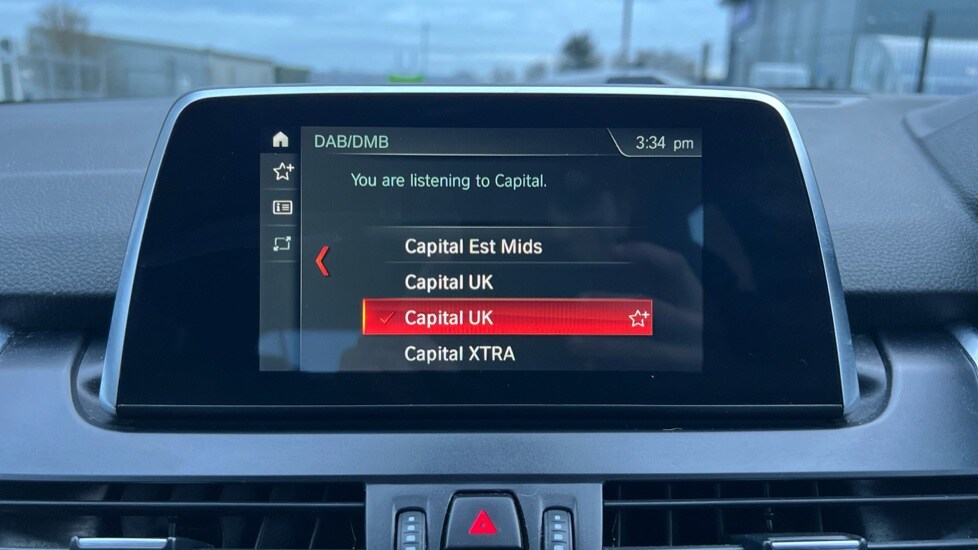 DAB/DMB
3:34 pm
You are listening to Capital.
Capital Est Mids
Capital UK
Capital UK
Capital XTRA